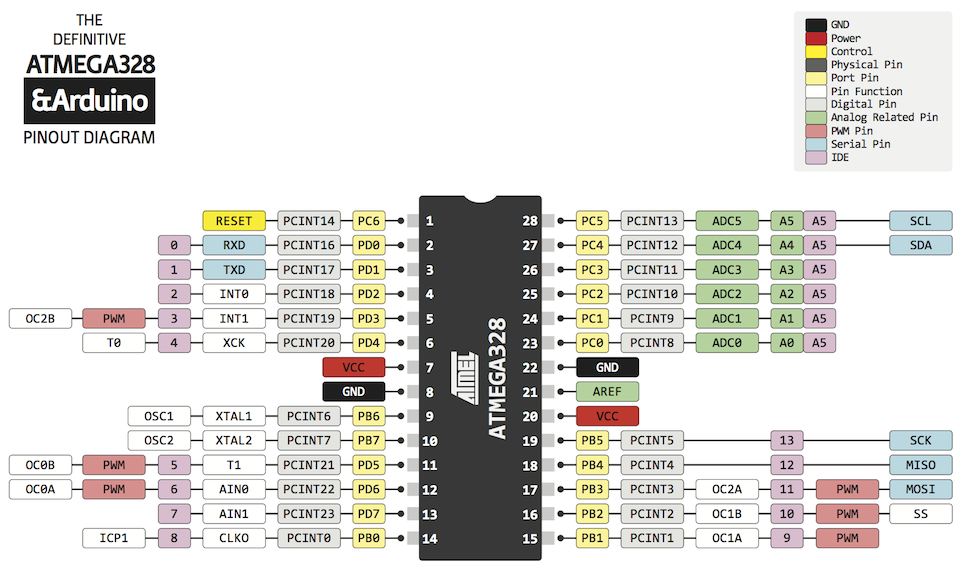 THE
DEFINITIVE
ATMEGA328
&Arduino
PINOUT DIAGRAM
GND
Power
Control
Physical Pin
Port Pin
Pin Function
Digital Pin
Analog Related Pin
PWM Pin
Serial Pin
IDE
RESET PCINT14 PC6 1 28 PC5 PCINT13 ADC5 A5 A5 SCL
0 RXD PCINT16 PD0 2 27 PC4 PCINT12 ADC4 A4 A5 SDA
1 TXD PCINT17 PD1 3 26 PC3 PCINT11 ADC3 A3 A5
2 INT0 PCINT18 PD2 4 25 PC2 PCINT10 ADC2 A2 A5
OC2B PWM 3 INT1 PCINT19 PD3 5 24 PC1 PCINT9 ADC1 A1 A5
T0 4 XCK PCINT20 PD4 6 23 PC0 PCINT8 ADC0 A0 A5
VCC 7 22 GND
GND 8 21 AREF
OSC1 XTAL1 PCINT6 PB6 9 20 VCC
OSC2 XTAL2 PCINT7 PB7 10 19 PB5 PCINT5 13 SCK
OC0B PWM 5 T1 PCINT21 PD5 11 18 PB4 PCINT4 12 MISO
OC0A PWM 6 AIN0 PCINT22 PD6 12 17 PB3 PCINT3 OC2A 11 PWM MOSI
7 AIN1 PCINT23 PD7 13 16 PB2 PCINT2 OC1B 10 PWM SS
ICP1 8 CLKO PCINT0 PB0 14 15 PB1 PCINT1 OC1A 9 PWM
ATMEL
ATMEGA328